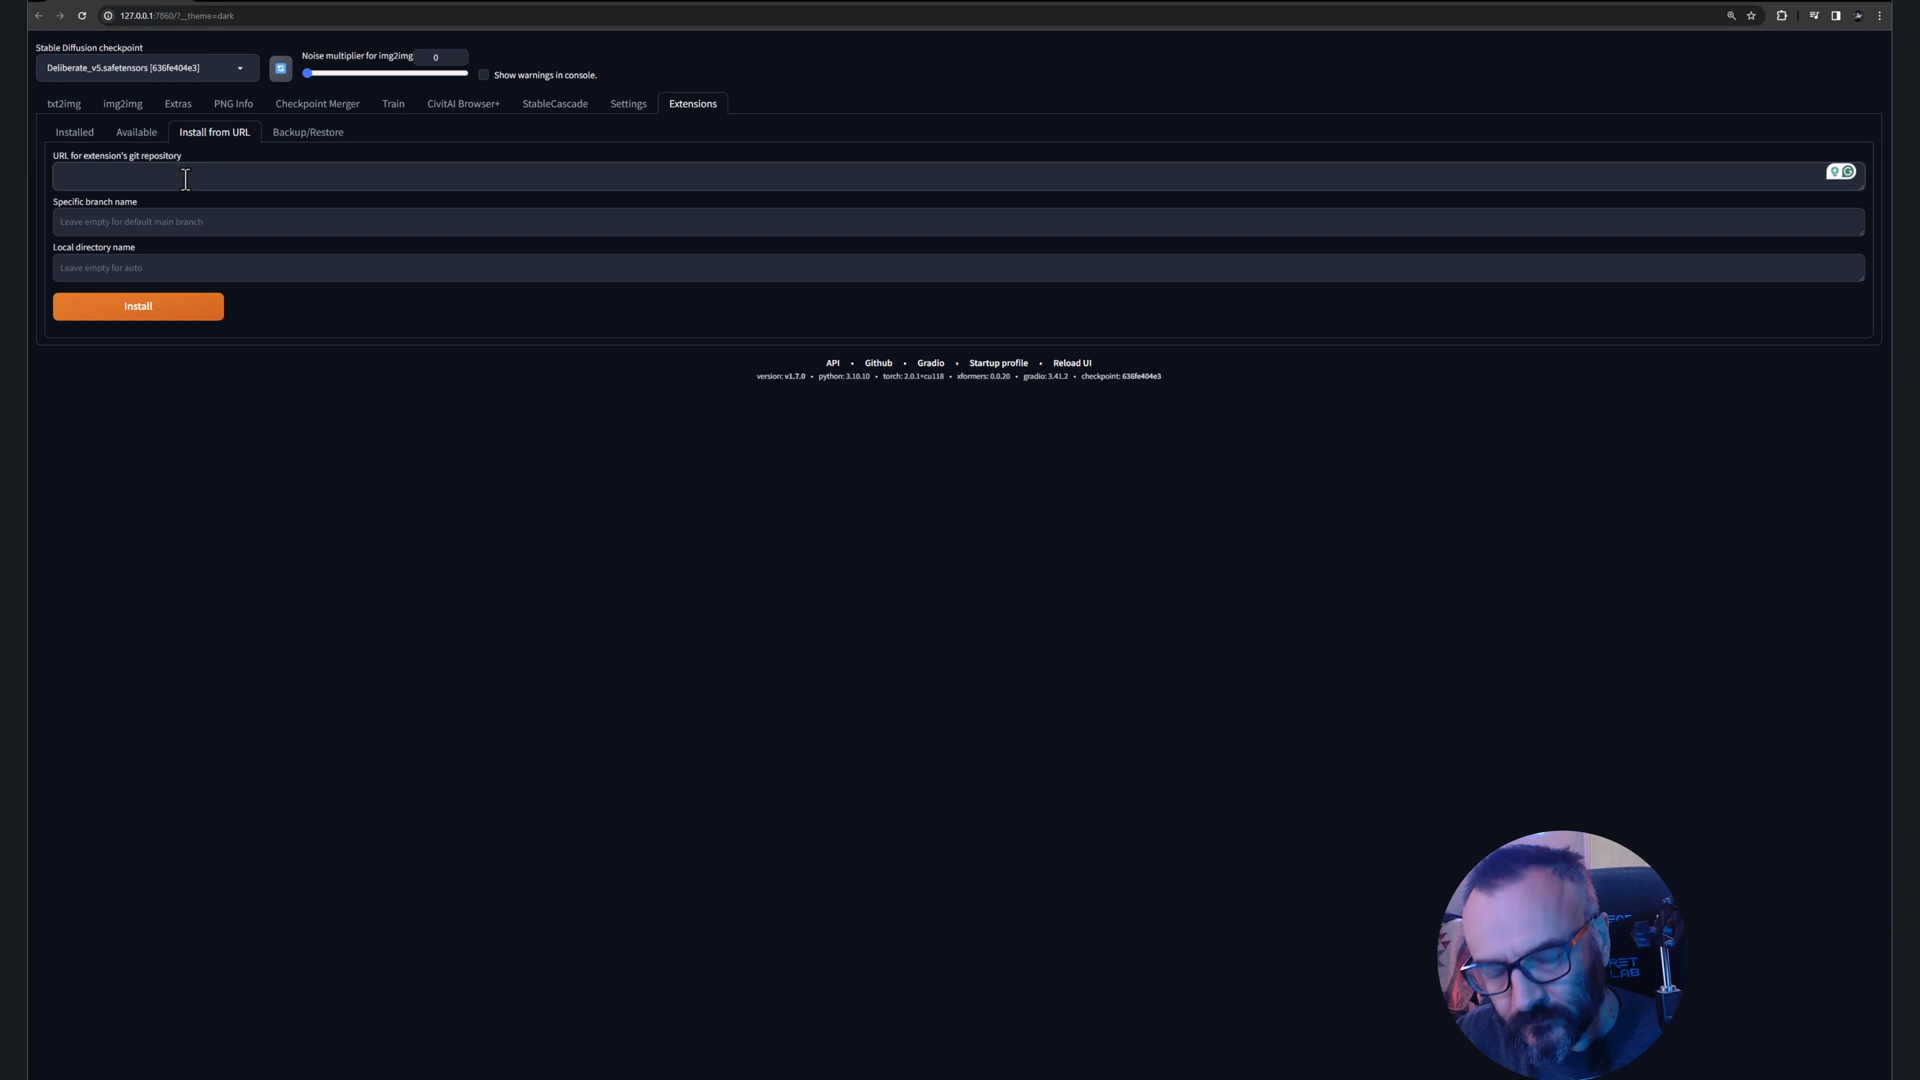 127.0.0.1:7860/?__theme=dark
Stable Diffusion checkpoint
Deliberate_v5.safetensors [636fe404e3]
Noise multiplier for img2img
0
Show warnings in console.
txt2img img2img Extras PNG Info Checkpoint Merger Train CivitAI Browser+ StableCascade Settings Extensions
Installed Available Install from URL Backup/Restore
URL for extension's git repository
Specific branch name
Leave empty for default main branch
Local directory name
Leave empty for auto
Install
API • Github • Gradio • Startup profile • Reload UI
version: v1.7.0 • python: 3.10.10 • torch: 2.0.1+cu118 • xformers: 0.0.20 • gradio: 3.41.2 • checkpoint: 636fe404e3
LAB